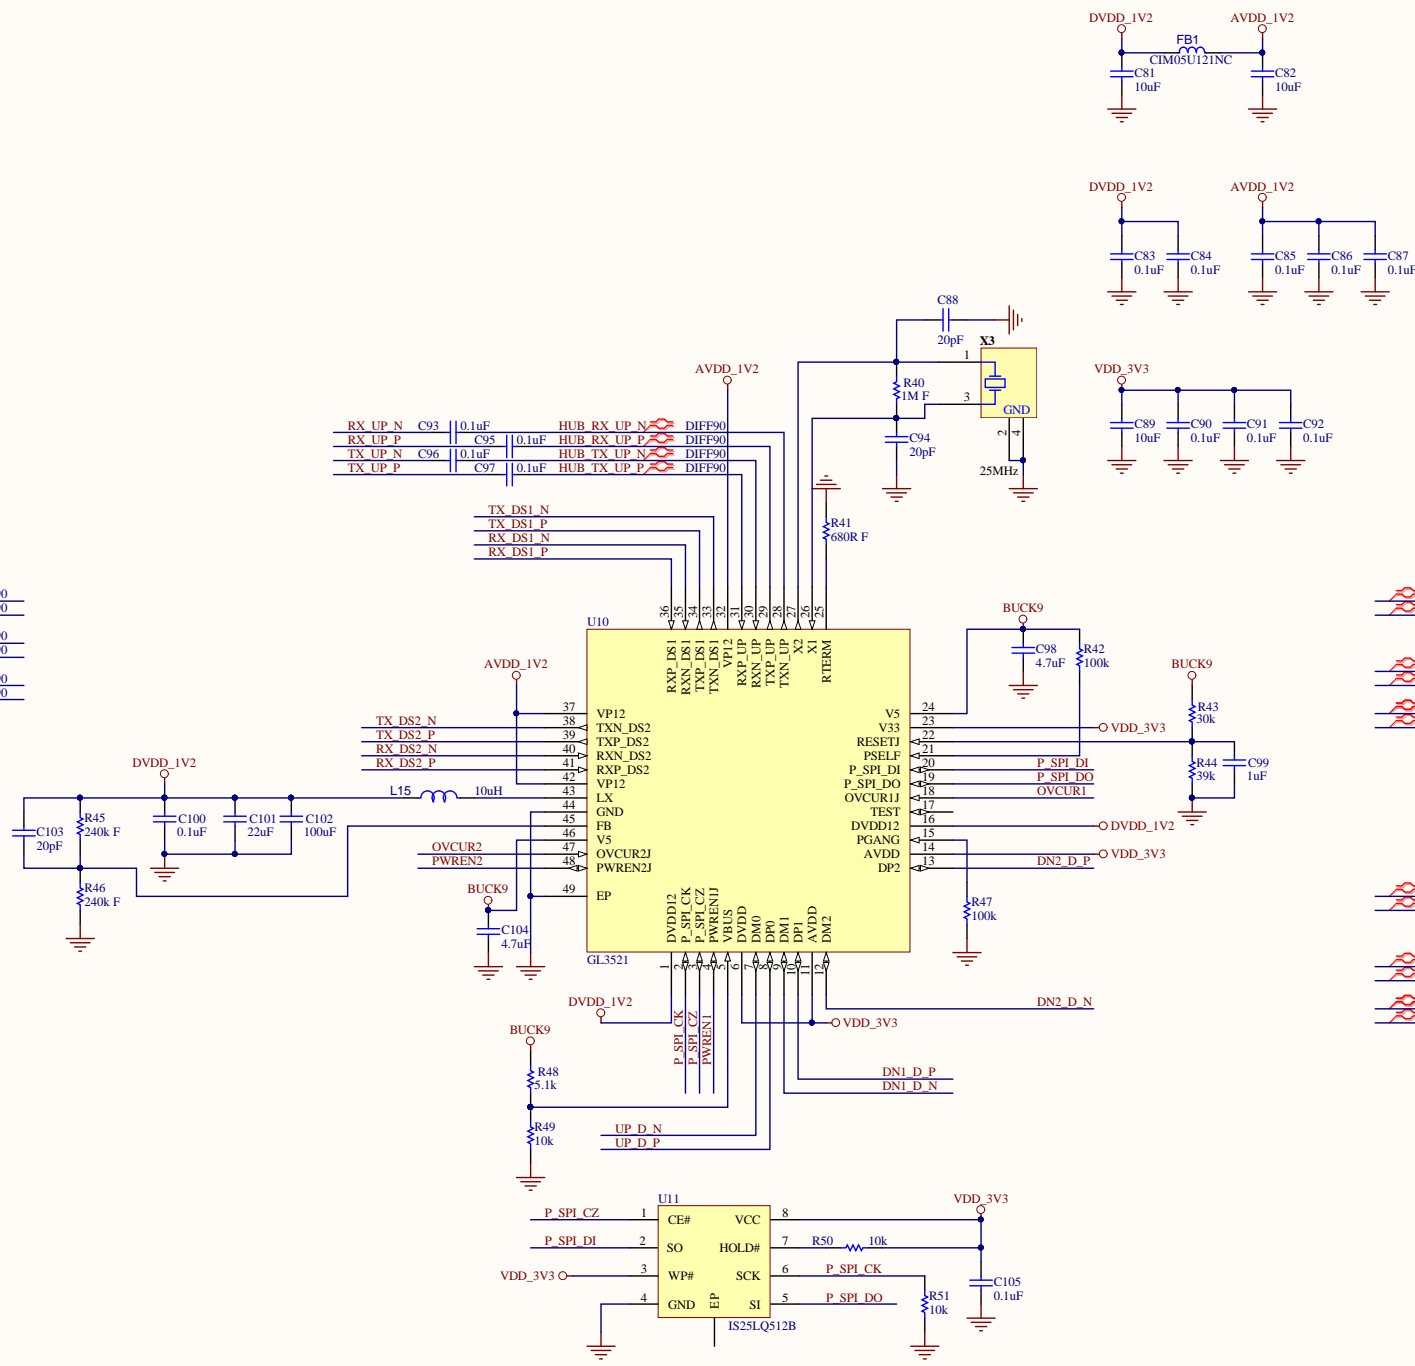 DVDD_1V2
AVDD_1V2
FB1
CIM05U121NC
C81
10uF
C82
10uF
DVDD_1V2
AVDD_1V2
C83
0.1uF
C84
0.1uF
C85
0.1uF
C86
0.1uF
C87
0.1uF
C88
20pF
X3
1
3
GND
2
4
25MHz
R40
1M F
C94
20pF
VDD_3V3
C89
10uF
C90
0.1uF
C91
0.1uF
C92
0.1uF
AVDD_1V2
RX_UP_N C93 0.1uF HUB_RX_UP_N DIFF90
RX_UP_P C95 0.1uF HUB_RX_UP_P DIFF90
TX_UP_N C96 0.1uF HUB_TX_UP_N DIFF90
TX_UP_P C97 0.1uF HUB_TX_UP_P DIFF90
TX_DS1_N
TX_DS1_P
RX_DS1_N
RX_DS1_P
R41
680R F
36 35 34 33 32 31 30 29 28 27 26 25
U10
RXP_DS1
RXN_DS1
TXP_DS1
TXN_DS1
VP12
RXP_UP
RXN_UP
TXP_UP
TXN_UP
X2
X1
RTERM
AVDD_1V2
37 VP12
TX_DS2_N 38 TXN_DS2
TX_DS2_P 39 TXP_DS2
RX_DS2_N 40 RXN_DS2
RX_DS2_P 41 RXP_DS2
42 VP12
43 LX
44 GND
45 FB
46 V5
OVCUR2 47 OVCUR2J
PWREN2 48 PWREN2J
49 EP
V5 24
V33 23 VDD_3V3
RESETJ 22
PSELF 21
P_SPI_DI 20 P_SPI_DI
P_SPI_DO 19 P_SPI_DO
OVCUR1J 18 OVCUR1
TEST 17
DVDD12 16 DVDD_1V2
PGANG 15
AVDD 14 VDD_3V3
DP2 13 DN2_D_P
BUCK9
C98
4.7uF
R42
100k
BUCK9
R43
30k
R44
39k
C99
1uF
R47
100k
DVDD_1V2
L15 10uH
C103
20pF
R45
240k F
C100
0.1uF
C101
22uF
C102
100uF
R46
240k F
BUCK9
C104
4.7uF
DVDD12
P_SPI_CK
P_SPI_CZ
PWREN1J
VBUS
DVDD
DM0
DP0
DM1
DP1
AVDD
DM2
GL3521
1 2 3 4 5 6 7 8 9 10 11 12
DVDD_1V2
P_SPI_CK
P_SPI_CZ
PWREN1
DN2_D_N
VDD_3V3
BUCK9
R48
5.1k
R49
10k
DN1_D_P
DN1_D_N
UP_D_N
UP_D_P
U11
P_SPI_CZ 1 CE#
P_SPI_DI 2 SO
VDD_3V3 3 WP#
4 GND
EP
VCC 8
HOLD# 7 R50 10k
SCK 6 P_SPI_CK
SI 5 P_SPI_DO
IS25LQ512B
VDD_3V3
C105
0.1uF
R51
10k